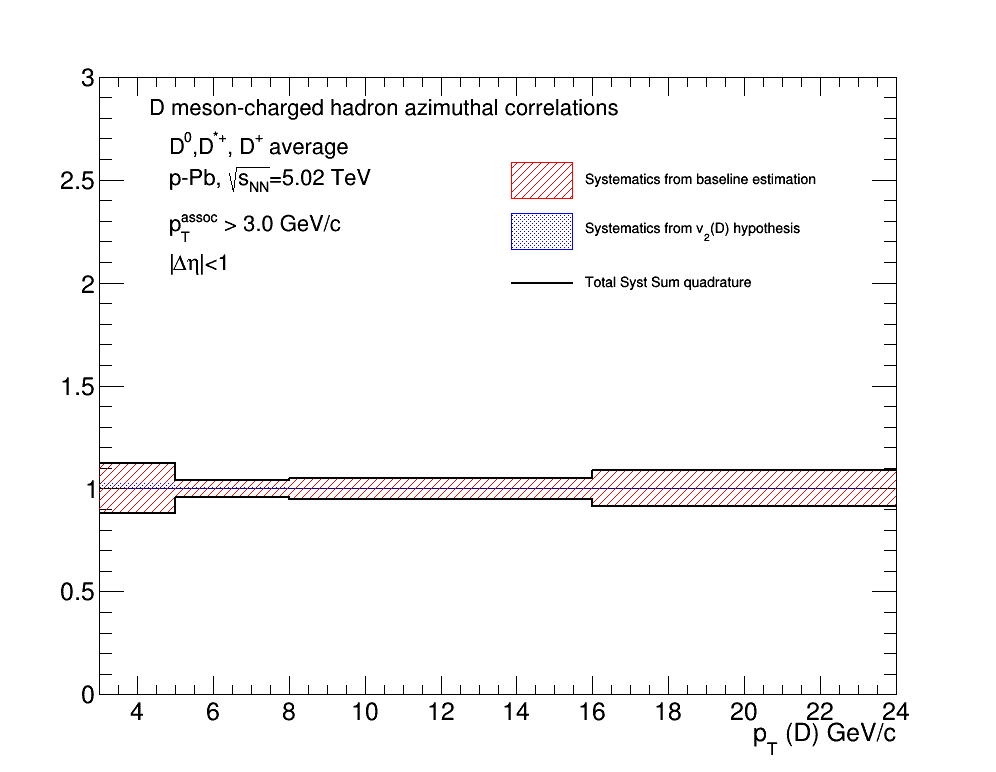 D meson-charged hadron azimuthal correlations
D⁰,D*⁺, D⁺ average
p-Pb, √s_NN=5.02 TeV
p_T^assoc > 3.0 GeV/c
|Δη|<1
Systematics from baseline estimation
Systematics from v₂(D) hypothesis
Total Syst Sum quadrature
3
2.5
2
1.5
1
0.5
0
4 6 8 10 12 14 16 18 20 22 24
p_T (D) GeV/c